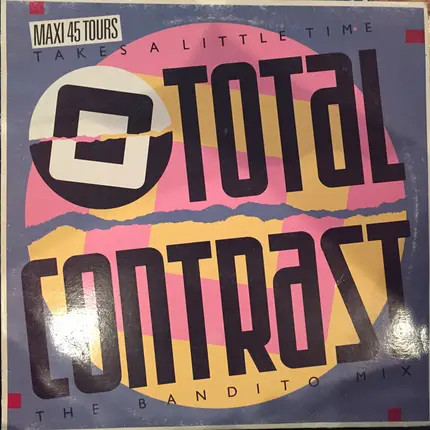 MAXI 45 TOURS
TAKES A LITTLE TIME
TOTaL
CONTRaST
THE BANDITO MIX